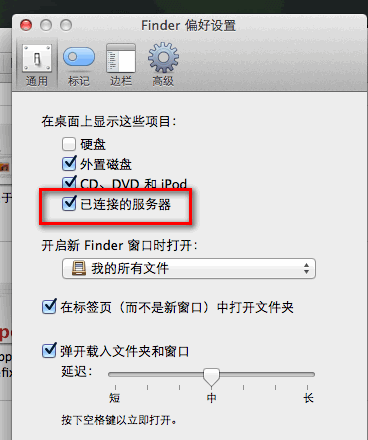 Finder 偏好设置
通用 标记 边栏 高级
在桌面上显示这些项目：
硬盘
外置磁盘
CD、DVD 和 iPod
已连接的服务器
开启新 Finder 窗口时打开：
我的所有文件
在标签页（而不是新窗口）中打开文件夹
弹开载入文件夹和窗口
延迟：
短 中 长
按下空格键以立即打开。